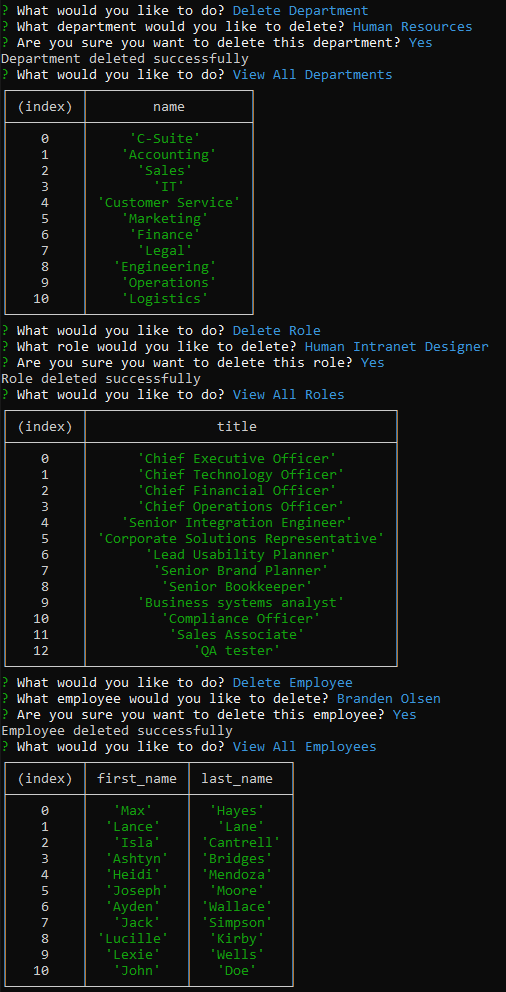 ? What would you like to do? Delete Department
? What department would you like to delete? Human Resources
? Are you sure you want to delete this department? Yes
Department deleted successfully
? What would you like to do? View All Departments
(index) name
0 'C-Suite'
1 'Accounting'
2 'Sales'
3 'IT'
4 'Customer Service'
5 'Marketing'
6 'Finance'
7 'Legal'
8 'Engineering'
9 'Operations'
10 'Logistics'
? What would you like to do? Delete Role
? What role would you like to delete? Human Intranet Designer
? Are you sure you want to delete this role? Yes
Role deleted successfully
? What would you like to do? View All Roles
(index) title
0 'Chief Executive Officer'
1 'Chief Technology Officer'
2 'Chief Financial Officer'
3 'Chief Operations Officer'
4 'Senior Integration Engineer'
5 'Corporate Solutions Representative'
6 'Lead Usability Planner'
7 'Senior Brand Planner'
8 'Senior Bookkeeper'
9 'Business systems analyst'
10 'Compliance Officer'
11 'Sales Associate'
12 'QA tester'
? What would you like to do? Delete Employee
? What employee would you like to delete? Branden Olsen
? Are you sure you want to delete this employee? Yes
Employee deleted successfully
? What would you like to do? View All Employees
(index) first_name last_name
0 'Max' 'Hayes'
1 'Lance' 'Lane'
2 'Isla' 'Cantrell'
3 'Ashtyn' 'Bridges'
4 'Heidi' 'Mendoza'
5 'Joseph' 'Moore'
6 'Ayden' 'Wallace'
7 'Jack' 'Simpson'
8 'Lucille' 'Kirby'
9 'Lexie' 'Wells'
10 'John' 'Doe'